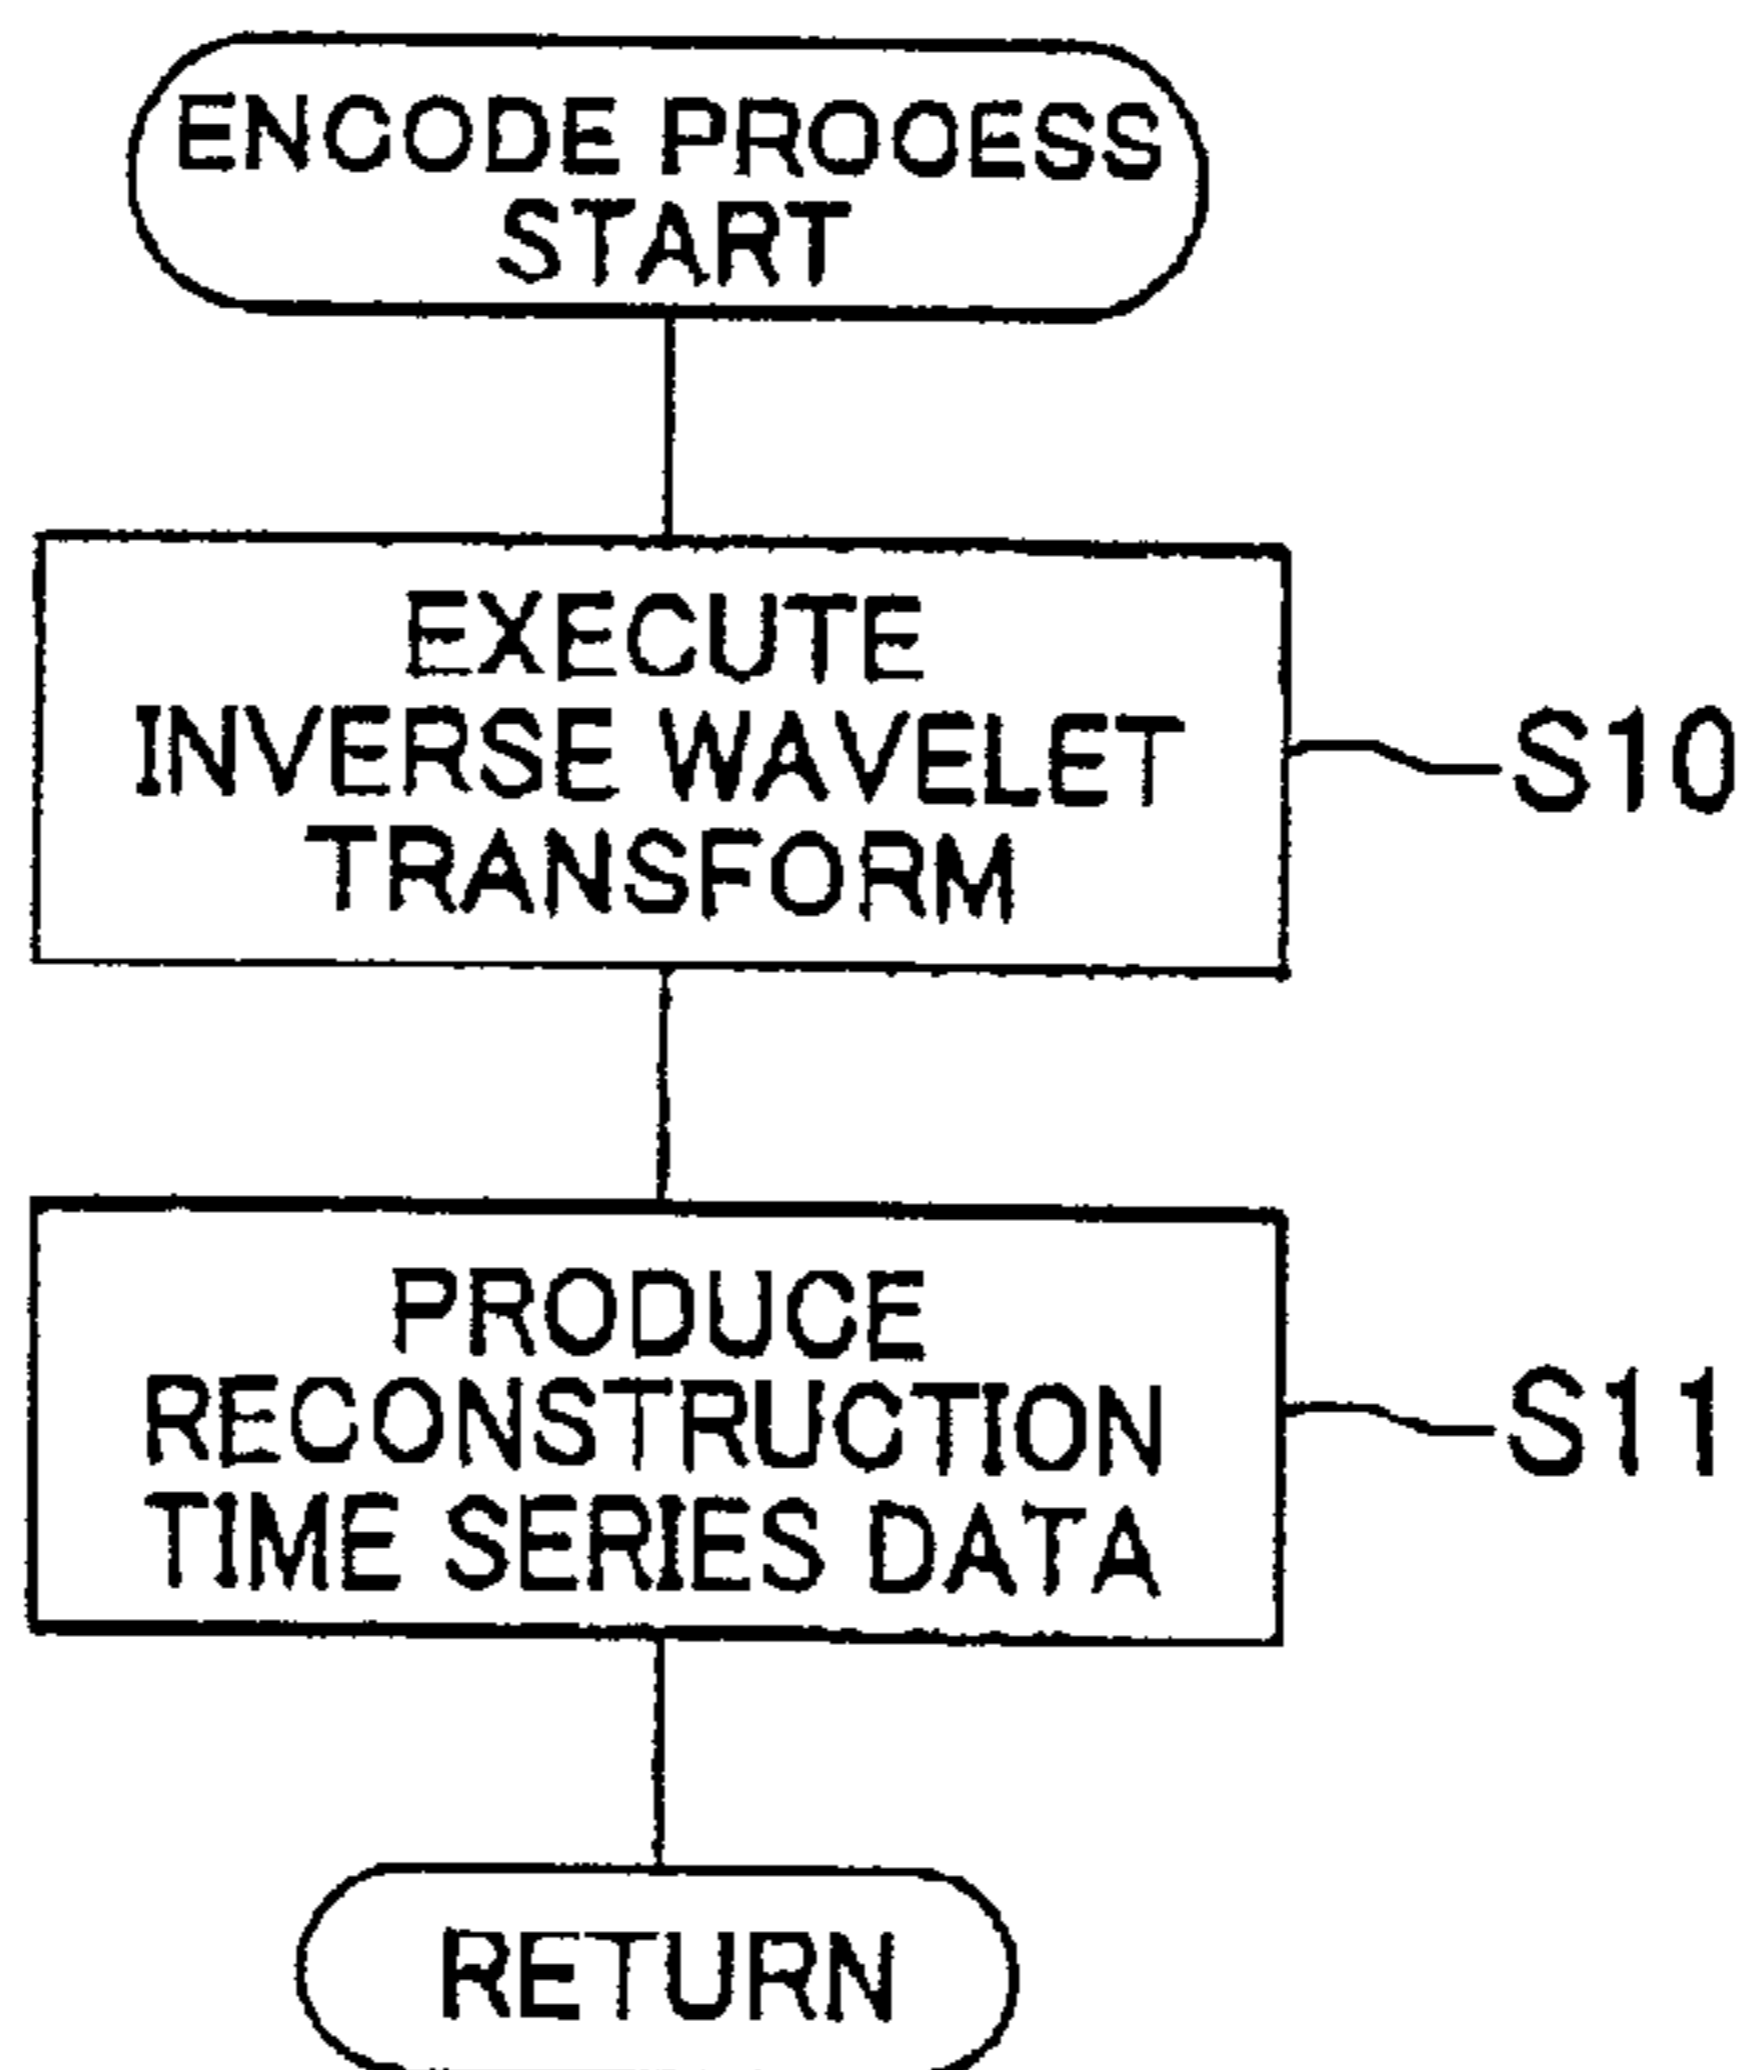 ENCODE PROOESS
START
EXECUTE
INVERSE WAVELET
TRANSFORM
S10
PRODUCE
RECONSTRUCTION
TIME SERIES DATA
S11
RETURN